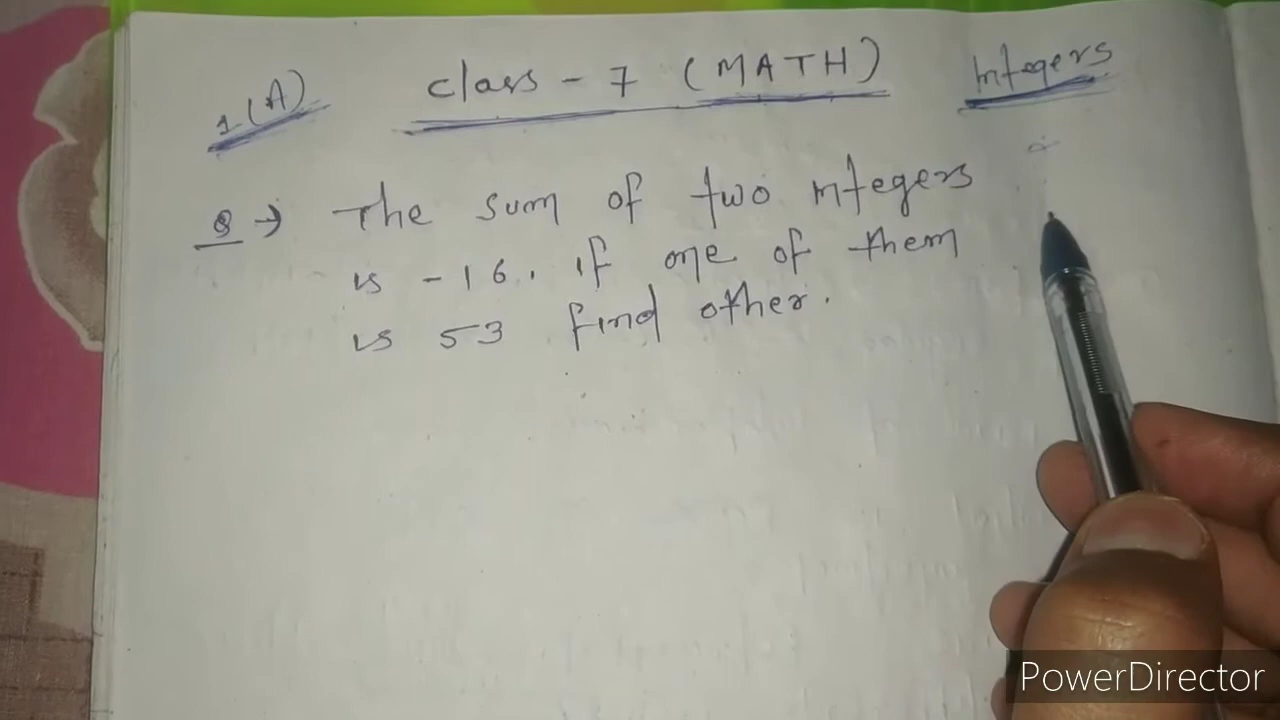 1(A) Class - 7 (MATH) Integers
Q → The sum of two integers
is -16. if one of them
is 53 find other.
PowerDirector